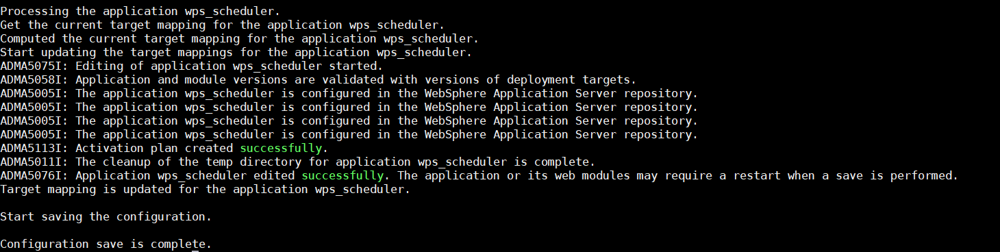 Processing the application wps_scheduler.
Get the current target mapping for the application wps_scheduler.
Computed the current target mapping for the application wps_scheduler.
Start updating the target mappings for the application wps_scheduler.
ADMA5075I: Editing of application wps_scheduler started.
ADMA5058I: Application and module versions are validated with versions of deployment targets.
ADMA5005I: The application wps_scheduler is configured in the WebSphere Application Server repository.
ADMA5005I: The application wps_scheduler is configured in the WebSphere Application Server repository.
ADMA5005I: The application wps_scheduler is configured in the WebSphere Application Server repository.
ADMA5005I: The application wps_scheduler is configured in the WebSphere Application Server repository.
ADMA5113I: Activation plan created successfully.
ADMA5011I: The cleanup of the temp directory for application wps_scheduler is complete.
ADMA5076I: Application wps_scheduler edited successfully. The application or its web modules may require a restart when a save is performed.
Target mapping is updated for the application wps_scheduler.
Start saving the configuration.
Configuration save is complete.